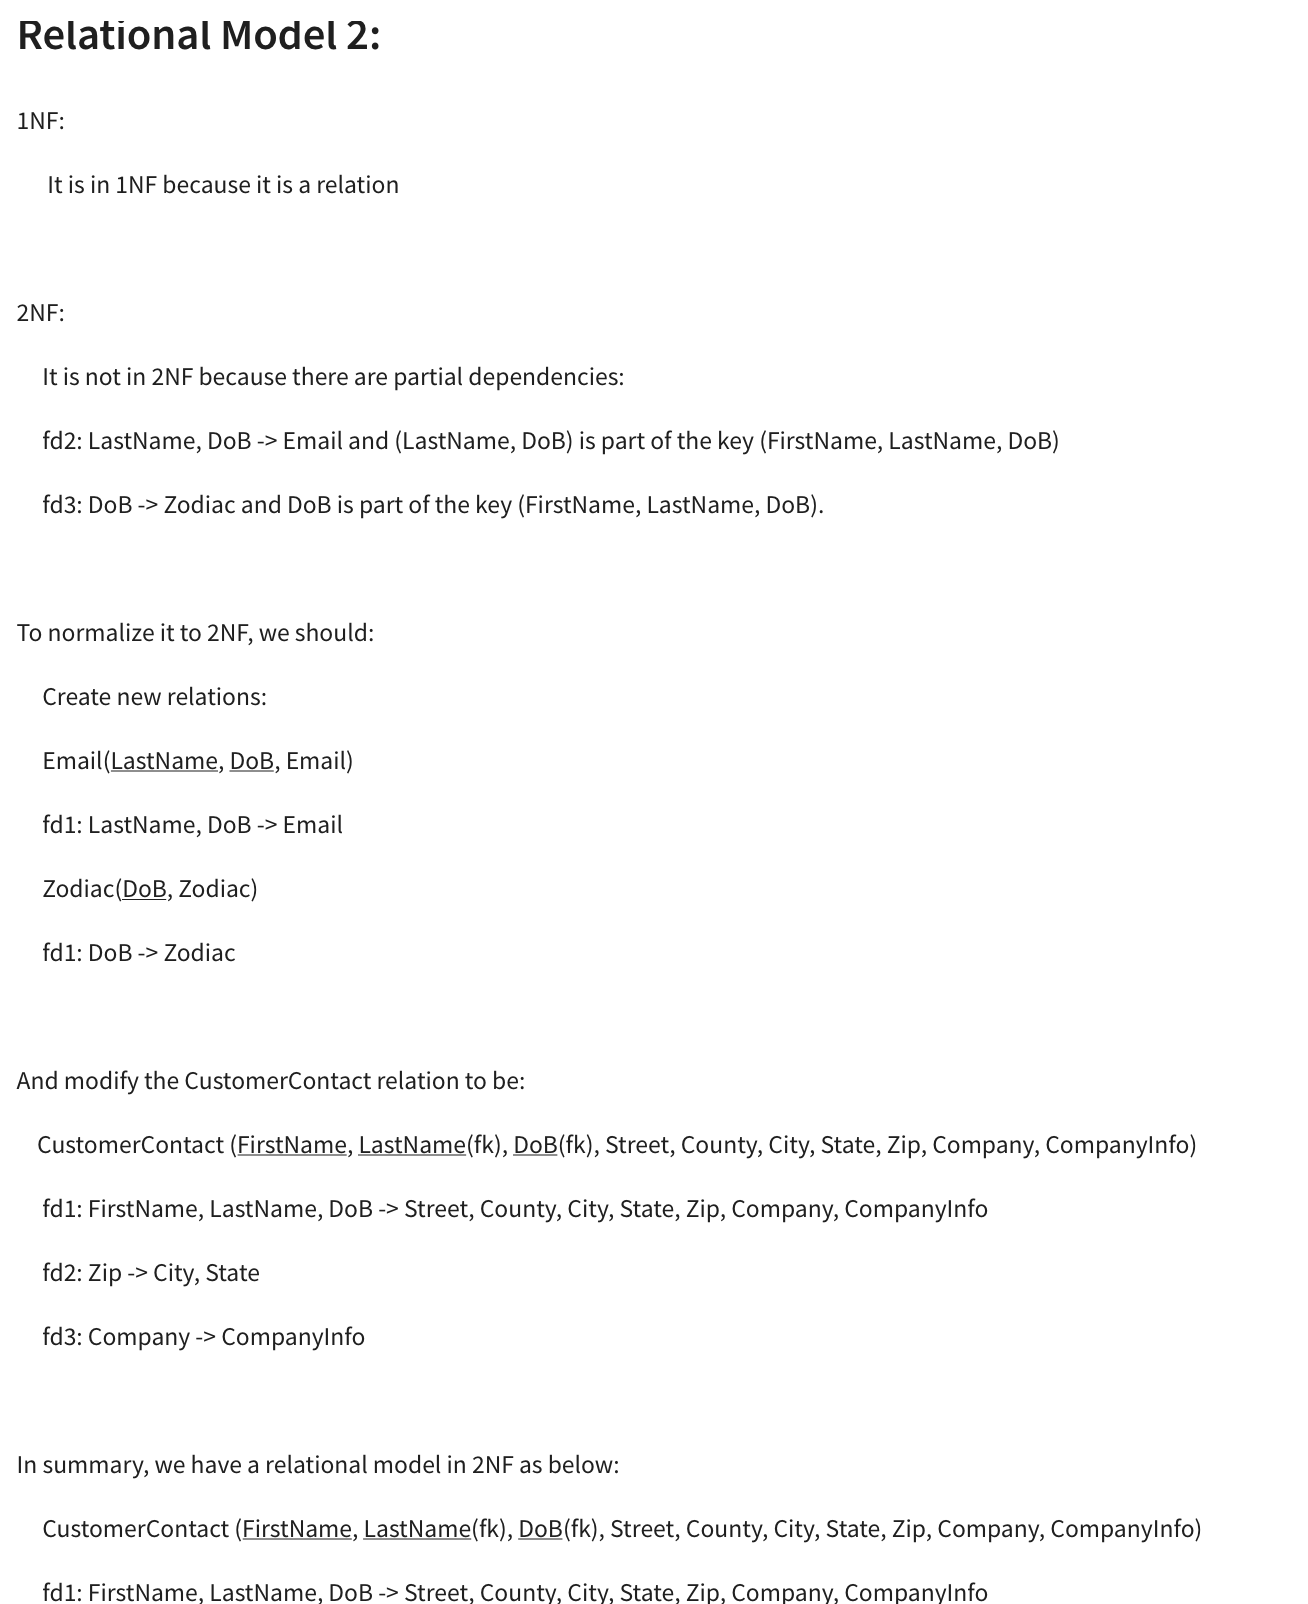 Relational Model 2:
1NF:
It is in 1NF because it is a relation
2NF:
It is not in 2NF because there are partial dependencies:
fd2: LastName, DoB -> Email and (LastName, DoB) is part of the key (FirstName, LastName, DoB)
fd3: DoB -> Zodiac and DoB is part of the key (FirstName, LastName, DoB).
To normalize it to 2NF, we should:
Create new relations:
Email(LastName, DoB, Email)
fd1: LastName, DoB -> Email
Zodiac(DoB, Zodiac)
fd1: DoB -> Zodiac
And modify the CustomerContact relation to be:
CustomerContact (FirstName, LastName(fk), DoB(fk), Street, County, City, State, Zip, Company, CompanyInfo)
fd1: FirstName, LastName, DoB -> Street, County, City, State, Zip, Company, CompanyInfo
fd2: Zip -> City, State
fd3: Company -> CompanyInfo
In summary, we have a relational model in 2NF as below:
CustomerContact (FirstName, LastName(fk), DoB(fk), Street, County, City, State, Zip, Company, CompanyInfo)
fd1: FirstName, LastName, DoB -> Street, County, City, State, Zip, Company, CompanyInfo